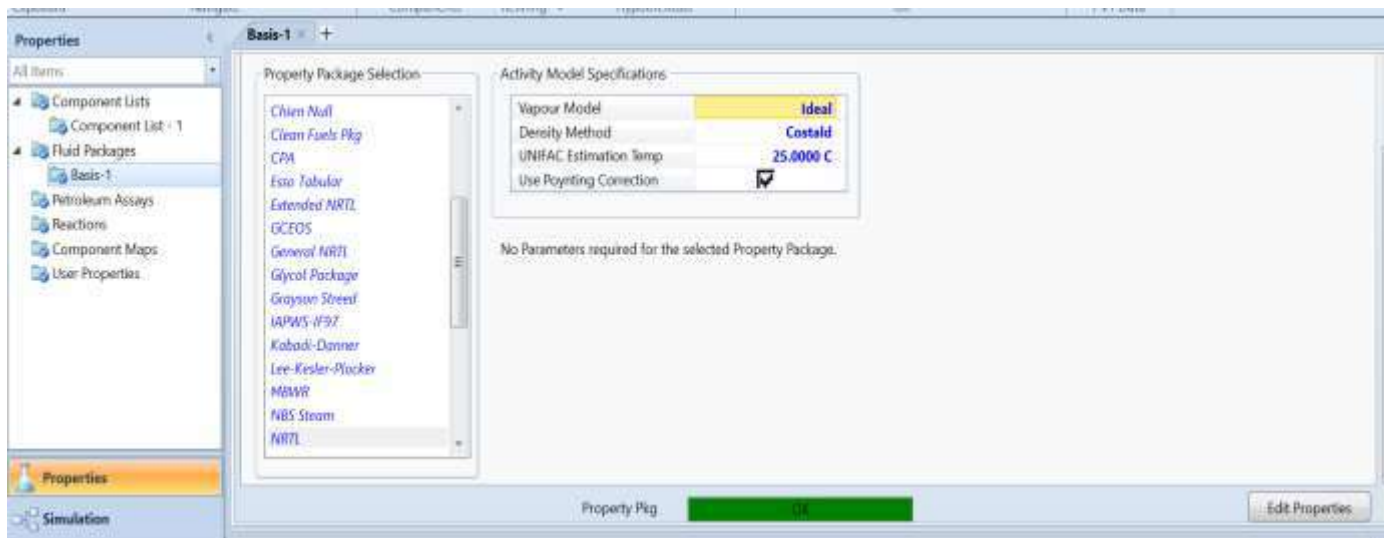 Properties
Basis-1
+
All Items
Component Lists
Component List - 1
Fluid Packages
Basis-1
Petroleum Assays
Reactions
Component Maps
User Properties
Properties
Simulation
Property Package Selection
Chien Null
Clean Fuels Pkg
CPA
Esso Tabular
Extended NRTL
GCEOS
General NRTL
Glycol Package
Grayson Streed
IAPWS-IF97
Kabadi-Danner
Lee-Kesler-Plocker
MBWR
NBS Steam
NRTL
Activity Model Specifications
Vapour Model Ideal
Density Method Costald
UNIFAC Estimation Temp 25.0000 C
Use Poynting Correction
No Parameters required for the selected Property Package.
Property Pkg OK
Edit Properties